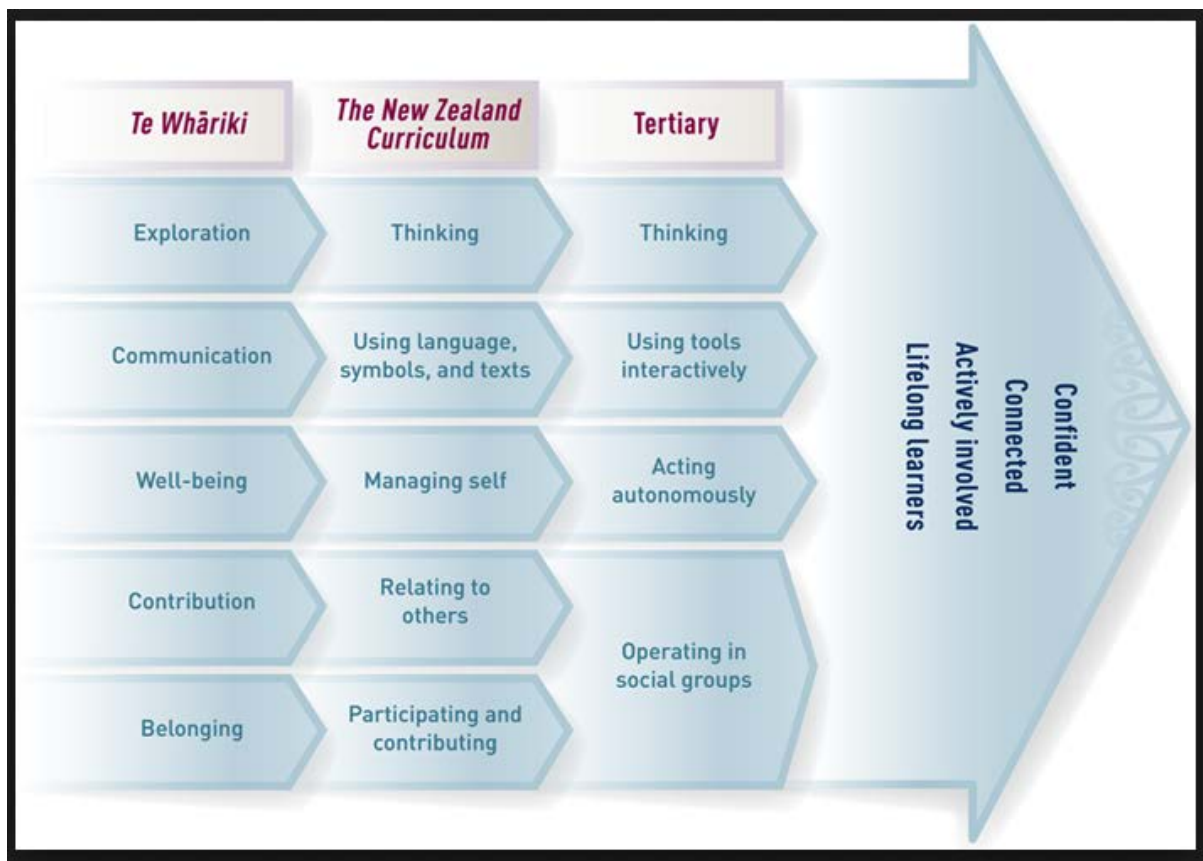 Te Whāriki
The New Zealand
Curriculum
Tertiary
Exploration
Thinking
Thinking
Communication
Using language,
symbols, and texts
Using tools
interactively
Well-being
Managing self
Acting
autonomously
Contribution
Relating to
others
Operating in
social groups
Belonging
Participating and
contributing
Confident
Connected
Actively involved
Lifelong learners